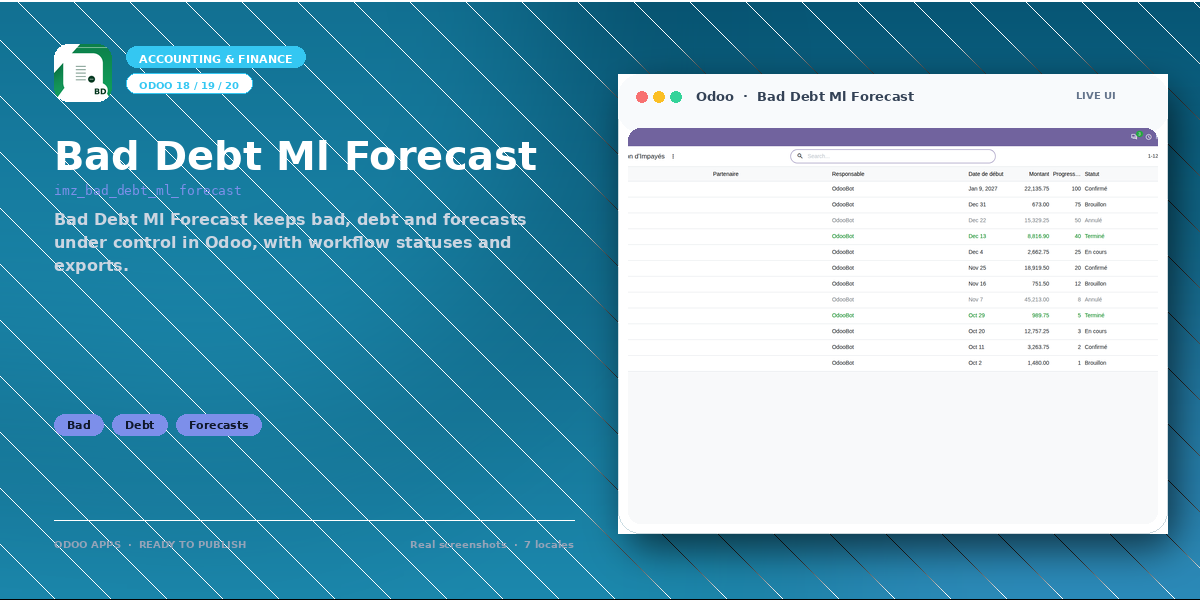 BD
ACCOUNTING & FINANCE
ODOO 18 / 19 / 20
Bad Debt Ml Forecast
imz_bad_debt_ml_forecast
Bad Debt Ml Forecast keeps bad, debt and forecasts
under control in Odoo, with workflow statuses and
exports.
Bad Debt Forecasts
ODOO APPS · READY TO PUBLISH
Real screenshots · 7 locales
Odoo · Bad Debt Ml Forecast LIVE UI
n d'Impayés Search... 1-12
Partenaire Responsable Date de début Montant Progress... Statut
OdooBot Jan 9, 2027 22,135.75 100 Confirmé
OdooBot Dec 31 673.00 75 Brouillon
OdooBot Dec 22 15,329.25 50 Annulé
OdooBot Dec 13 8,816.90 40 Terminé
OdooBot Dec 4 2,662.75 25 En cours
OdooBot Nov 25 18,919.50 20 Confirmé
OdooBot Nov 16 751.50 12 Brouillon
OdooBot Nov 7 45,213.00 8 Annulé
OdooBot Oct 29 989.75 5 Terminé
OdooBot Oct 20 12,757.25 3 En cours
OdooBot Oct 11 3,263.75 2 Confirmé
OdooBot Oct 2 1,480.00 1 Brouillon